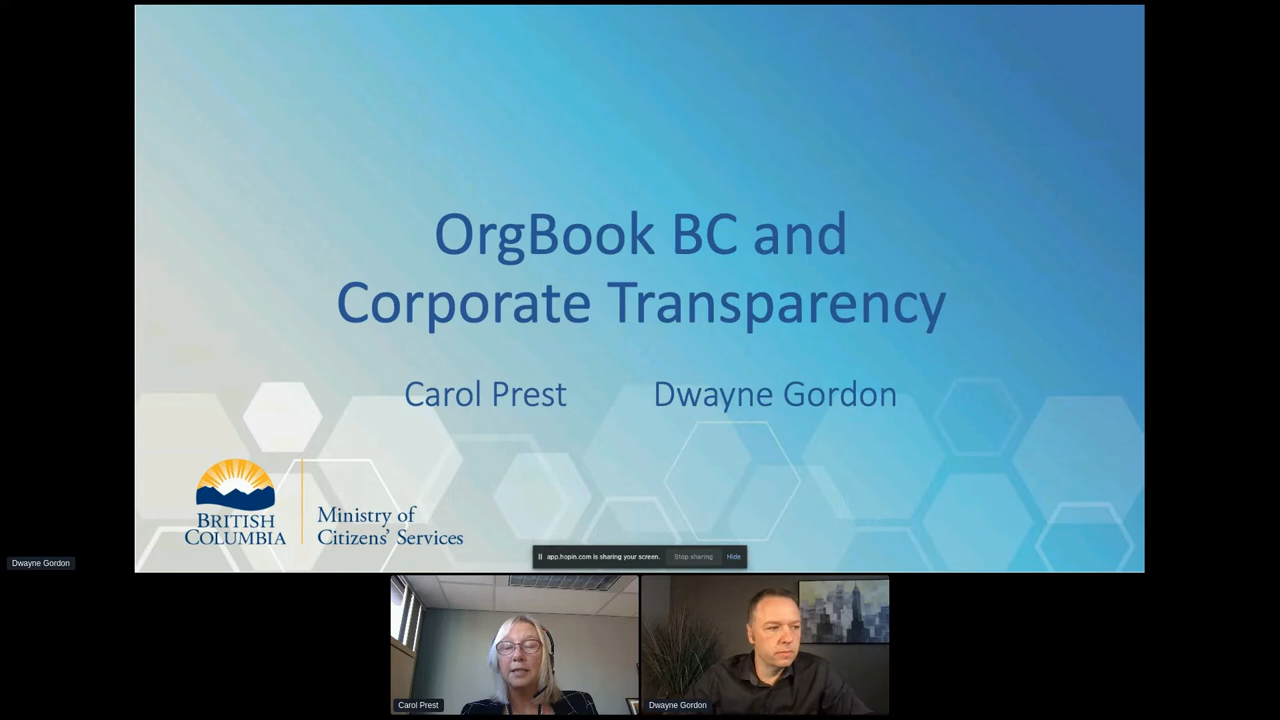 OrgBook BC and
Corporate Transparency
Carol Prest
Dwayne Gordon
BRITISH
COLUMBIA
Ministry of
Citizens' Services
app.hopin.com is sharing your screen.
Stop sharing
Hide
Dwayne Gordon
Carol Prest
Dwayne Gordon